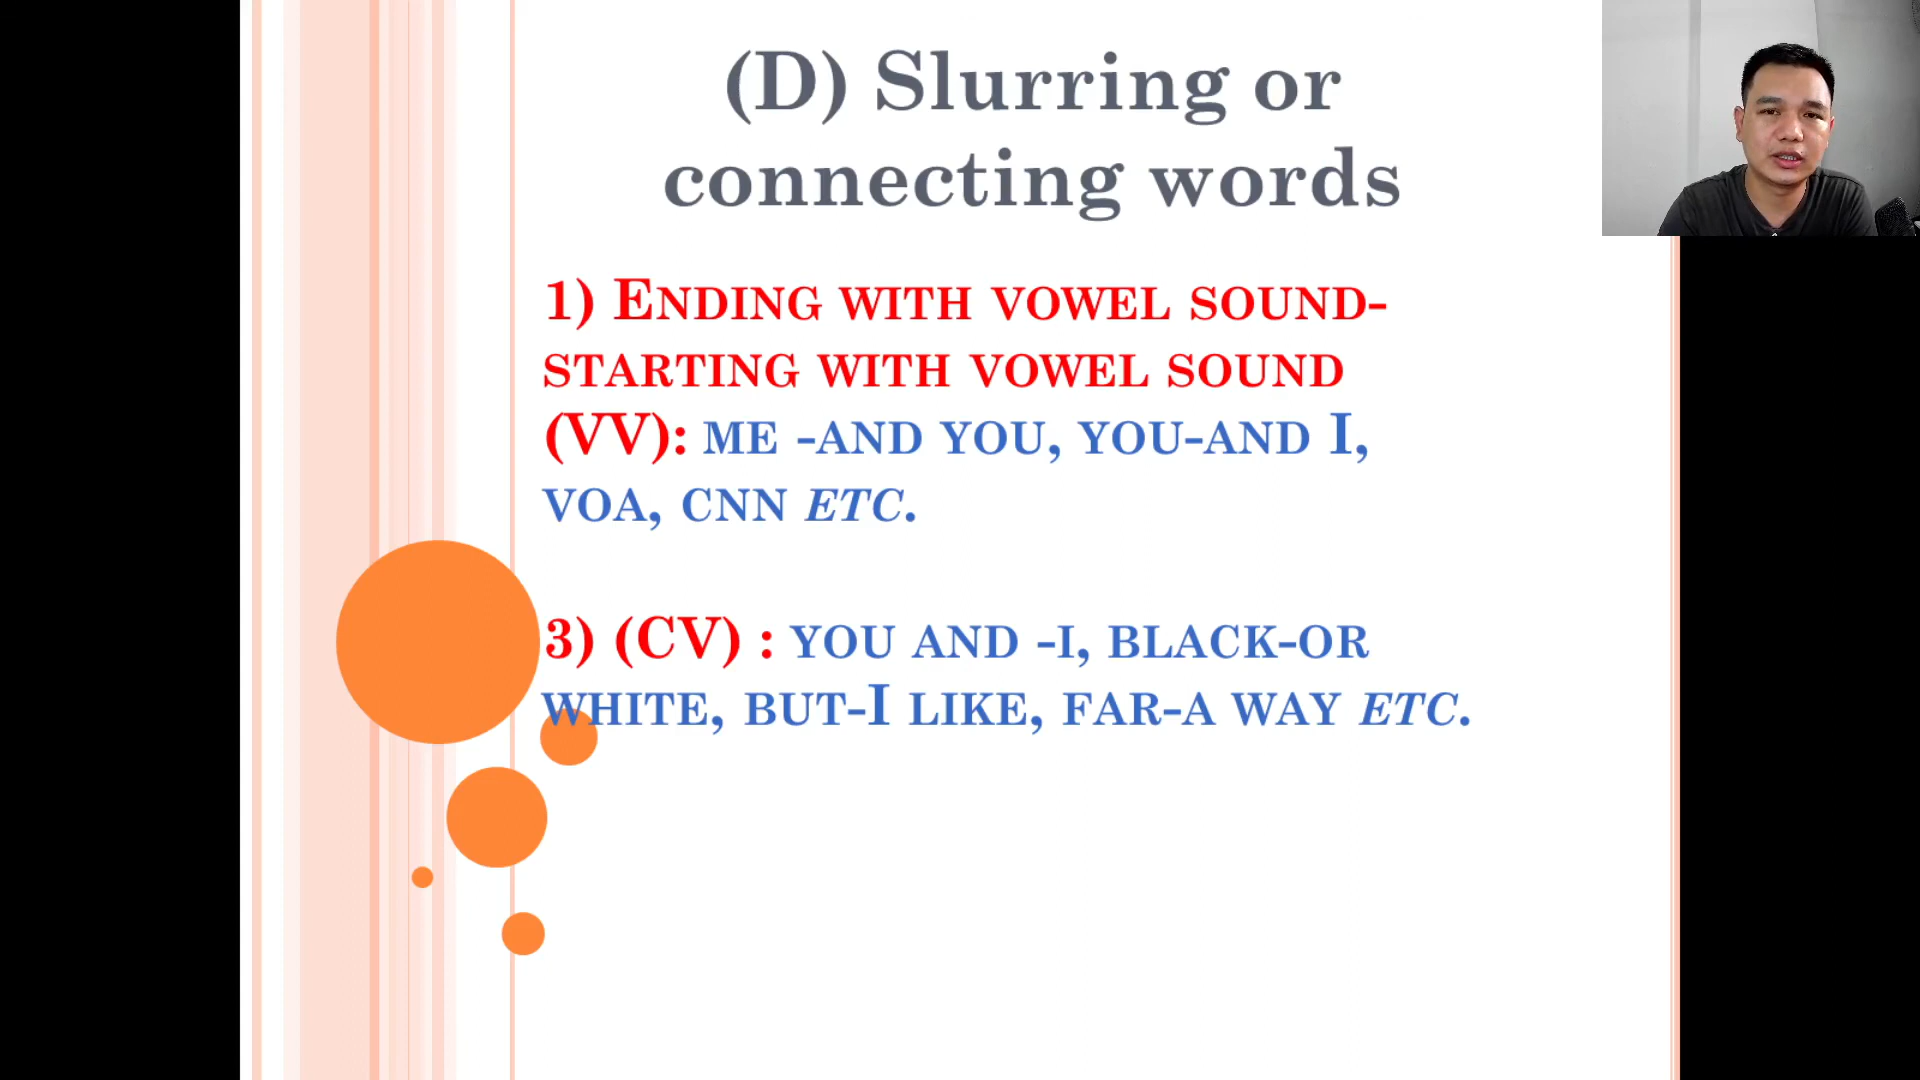 (D) Slurring or
connecting words
1) Ending with vowel sound-
starting with vowel sound
(VV): me -and you, you-and I,
voa, cnn etc.
3) (CV) : you and -i, black-or
white, but-I like, far-a way etc.